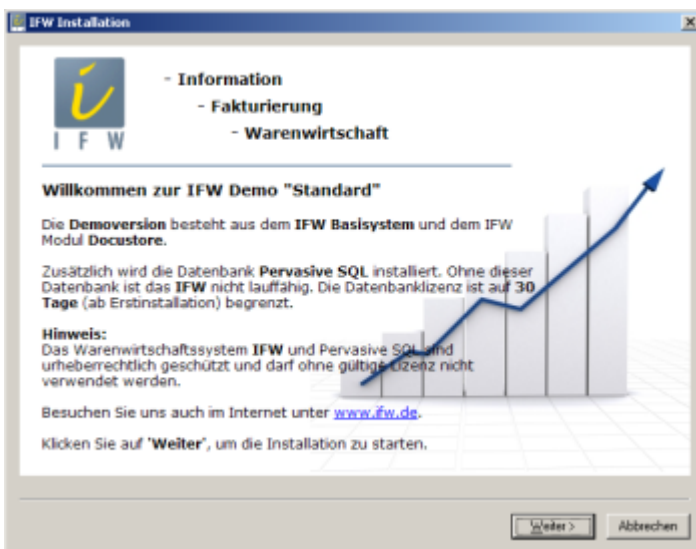 IFW Installation
- Information
- Fakturierung
- Warenwirtschaft
I F W
Willkommen zur IFW Demo "Standard"
Die Demoversion besteht aus dem IFW Basisystem und dem IFW
Modul Docustore.
Zusätzlich wird die Datenbank Pervasive SQL installiert. Ohne dieser
Datenbank ist das IFW nicht lauffähig. Die Datenbanklizenz ist auf 30
Tage (ab Erstinstallation) begrenzt.
Hinweis:
Das Warenwirtschaftssystem IFW und Pervasive SQL sind
urheberrechtlich geschützt und darf ohne gültige Lizenz nicht
verwendet werden.
Besuchen Sie uns auch im Internet unter www.ifw.de.
Klicken Sie auf 'Weiter', um die Installation zu starten.
Weiter >
Abbrechen